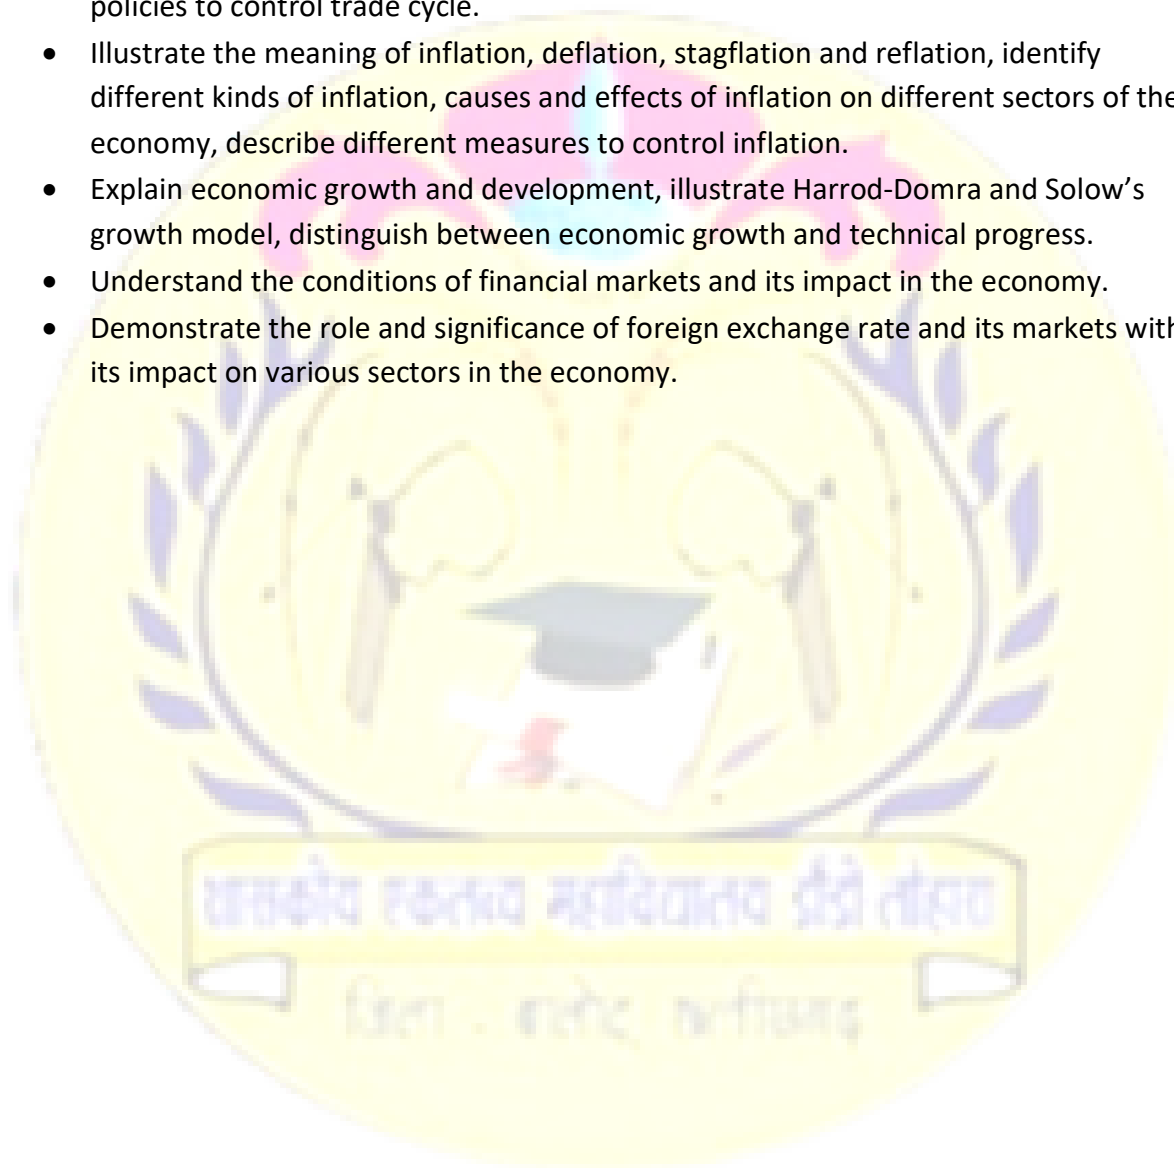 policies to control trade cycle.
• Illustrate the meaning of inflation, deflation, stagflation and reflation, identify
different kinds of inflation, causes and effects of inflation on different sectors of the
economy, describe different measures to control inflation.
• Explain economic growth and development, illustrate Harrod-Domra and Solow’s
growth model, distinguish between economic growth and technical progress.
• Understand the conditions of financial markets and its impact in the economy.
• Demonstrate the role and significance of foreign exchange rate and its markets with
its impact on various sectors in the economy.
महाविद्यालय